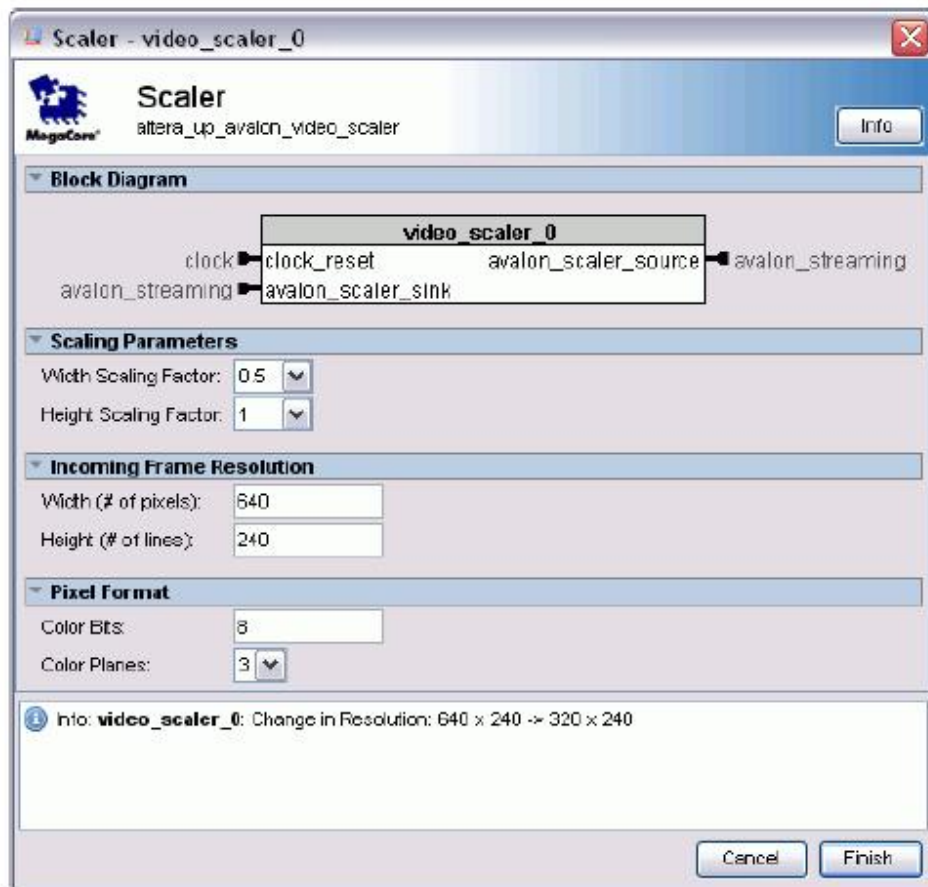 Scaler - video_scaler_0
MegaCore®
Scaler
altera_up_avalon_video_scaler
Info
Block Diagram
video_scaler_0
clock clock_reset avalon_scaler_source avalon_streaming
avalon_streaming avalon_scaler_sink
Scaling Parameters
Width Scaling Factor: 0.5
Height Scaling Factor: 1
Incoming Frame Resolution
Width (# of pixels): 640
Height (# of lines): 240
Pixel Format
Color Bits: 8
Color Planes: 3
Info: video_scaler_0: Change in Resolution: 640 x 240 -> 320 x 240
Cancel Finish